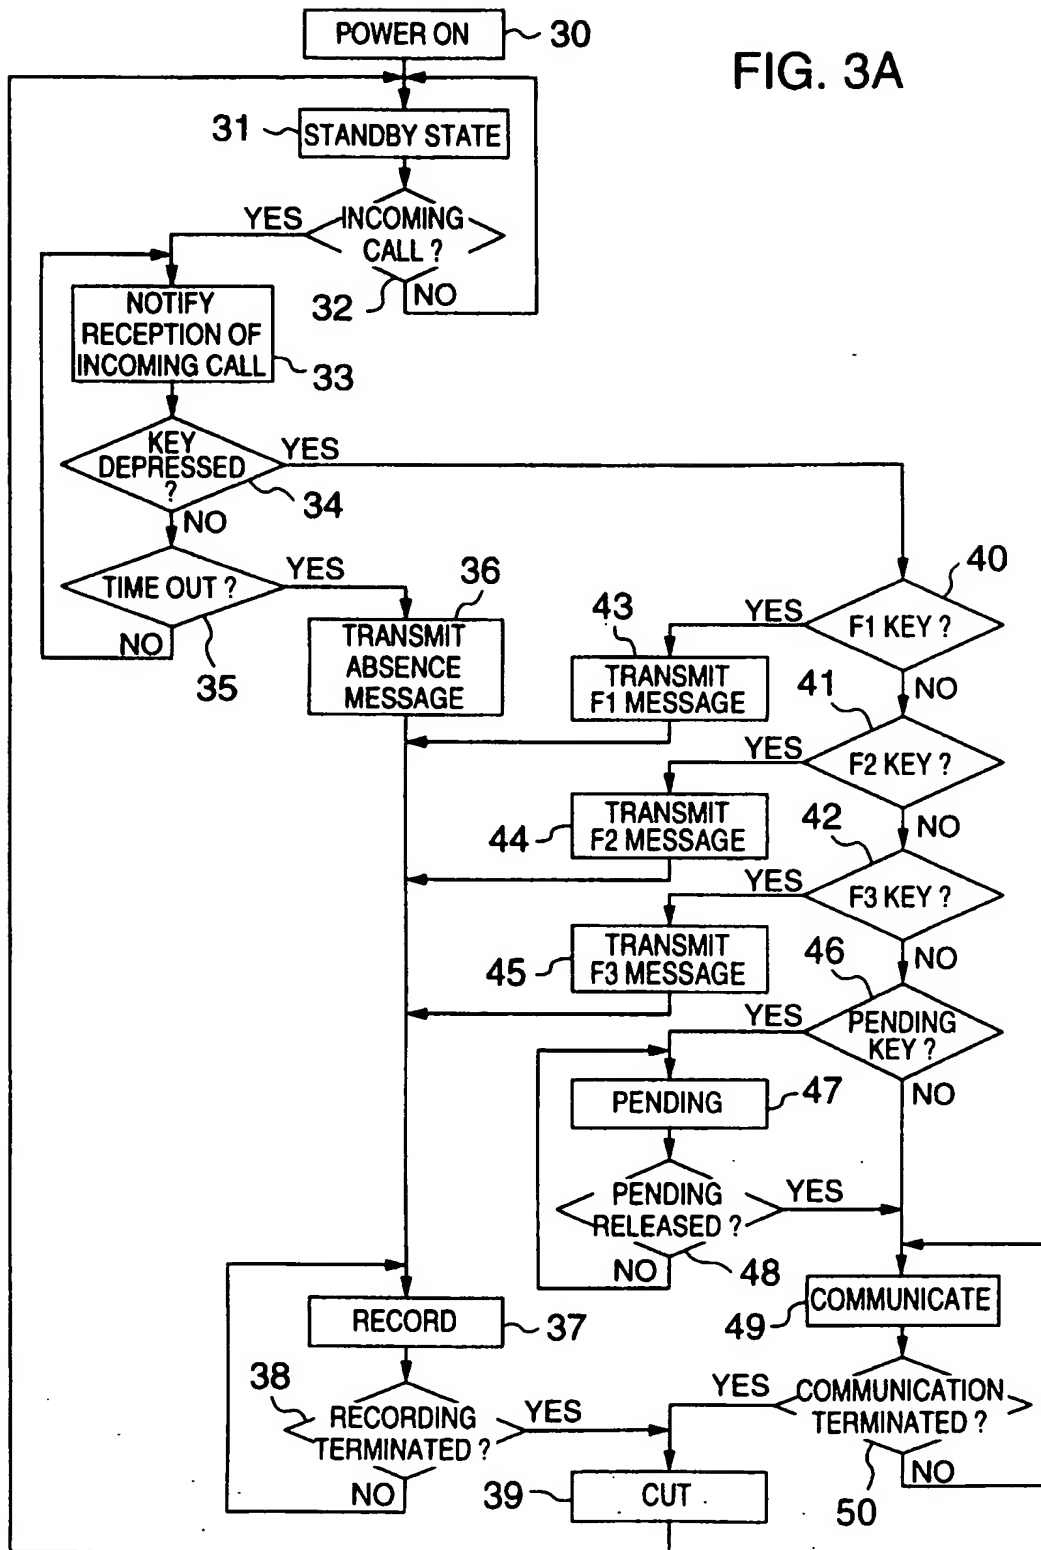 POWER ON
30
FIG. 3A
31
STANDBY STATE
YES
INCOMING
CALL ?
32
NO
NOTIFY
RECEPTION OF
INCOMING CALL
33
KEY
DEPRESSED
?
YES
34
NO
TIME OUT ?
YES
NO
35
36
TRANSMIT
ABSENCE
MESSAGE
40
F1 KEY ?
YES
NO
43
TRANSMIT
F1 MESSAGE
41
F2 KEY ?
YES
NO
44
TRANSMIT
F2 MESSAGE
42
F3 KEY ?
YES
NO
45
TRANSMIT
F3 MESSAGE
46
PENDING
KEY ?
YES
NO
PENDING
47
PENDING
RELEASED ?
YES
NO
48
COMMUNICATE
49
RECORD
37
38
RECORDING
TERMINATED ?
YES
NO
YES
COMMUNICATION
TERMINATED ?
NO
50
39
CUT